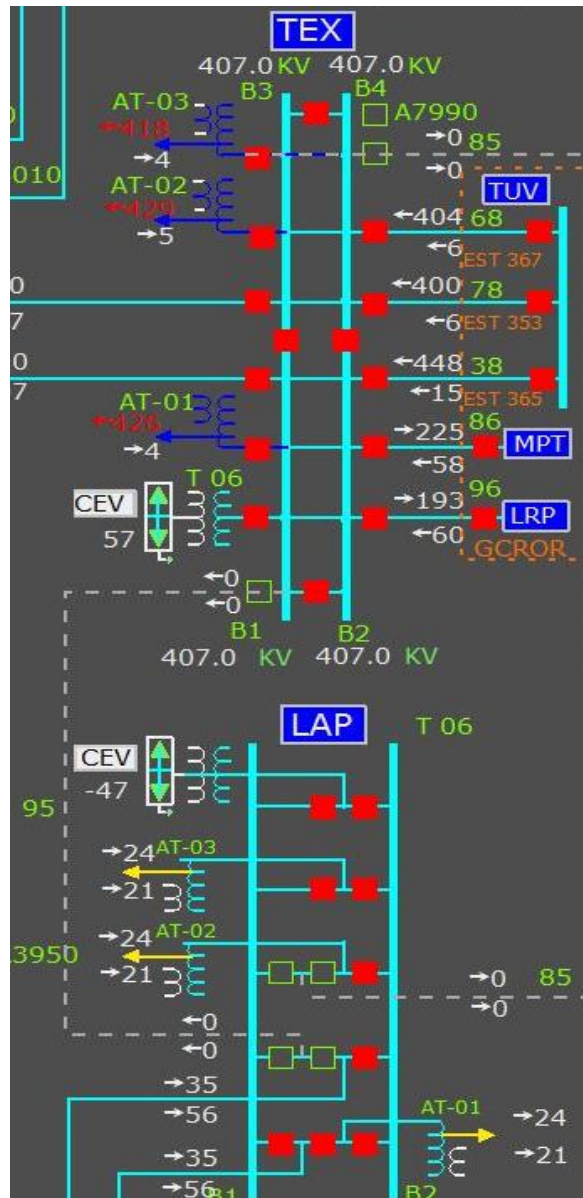 TEX
407.0 KV 407.0 KV
B3 B4
AT-03 A7990
418 0 85
4 0
010
AT-02 TUV
429 404 68
5 6 EST 367
0 400 78
7 6 EST 353
0 448 38
7 15 EST 365
AT-01 86
426 225 MPT
4 58
T 06 96
CEV 193 LRP
57 60 GCROR
0
0
B1 B2
407.0 KV 407.0 KV
LAP T 06
CEV
-47
95
24 AT-03
21
24 AT-02
.3950 21
0 85
0
0
0
35
56
AT-01 24
35 21
56 B1 B2